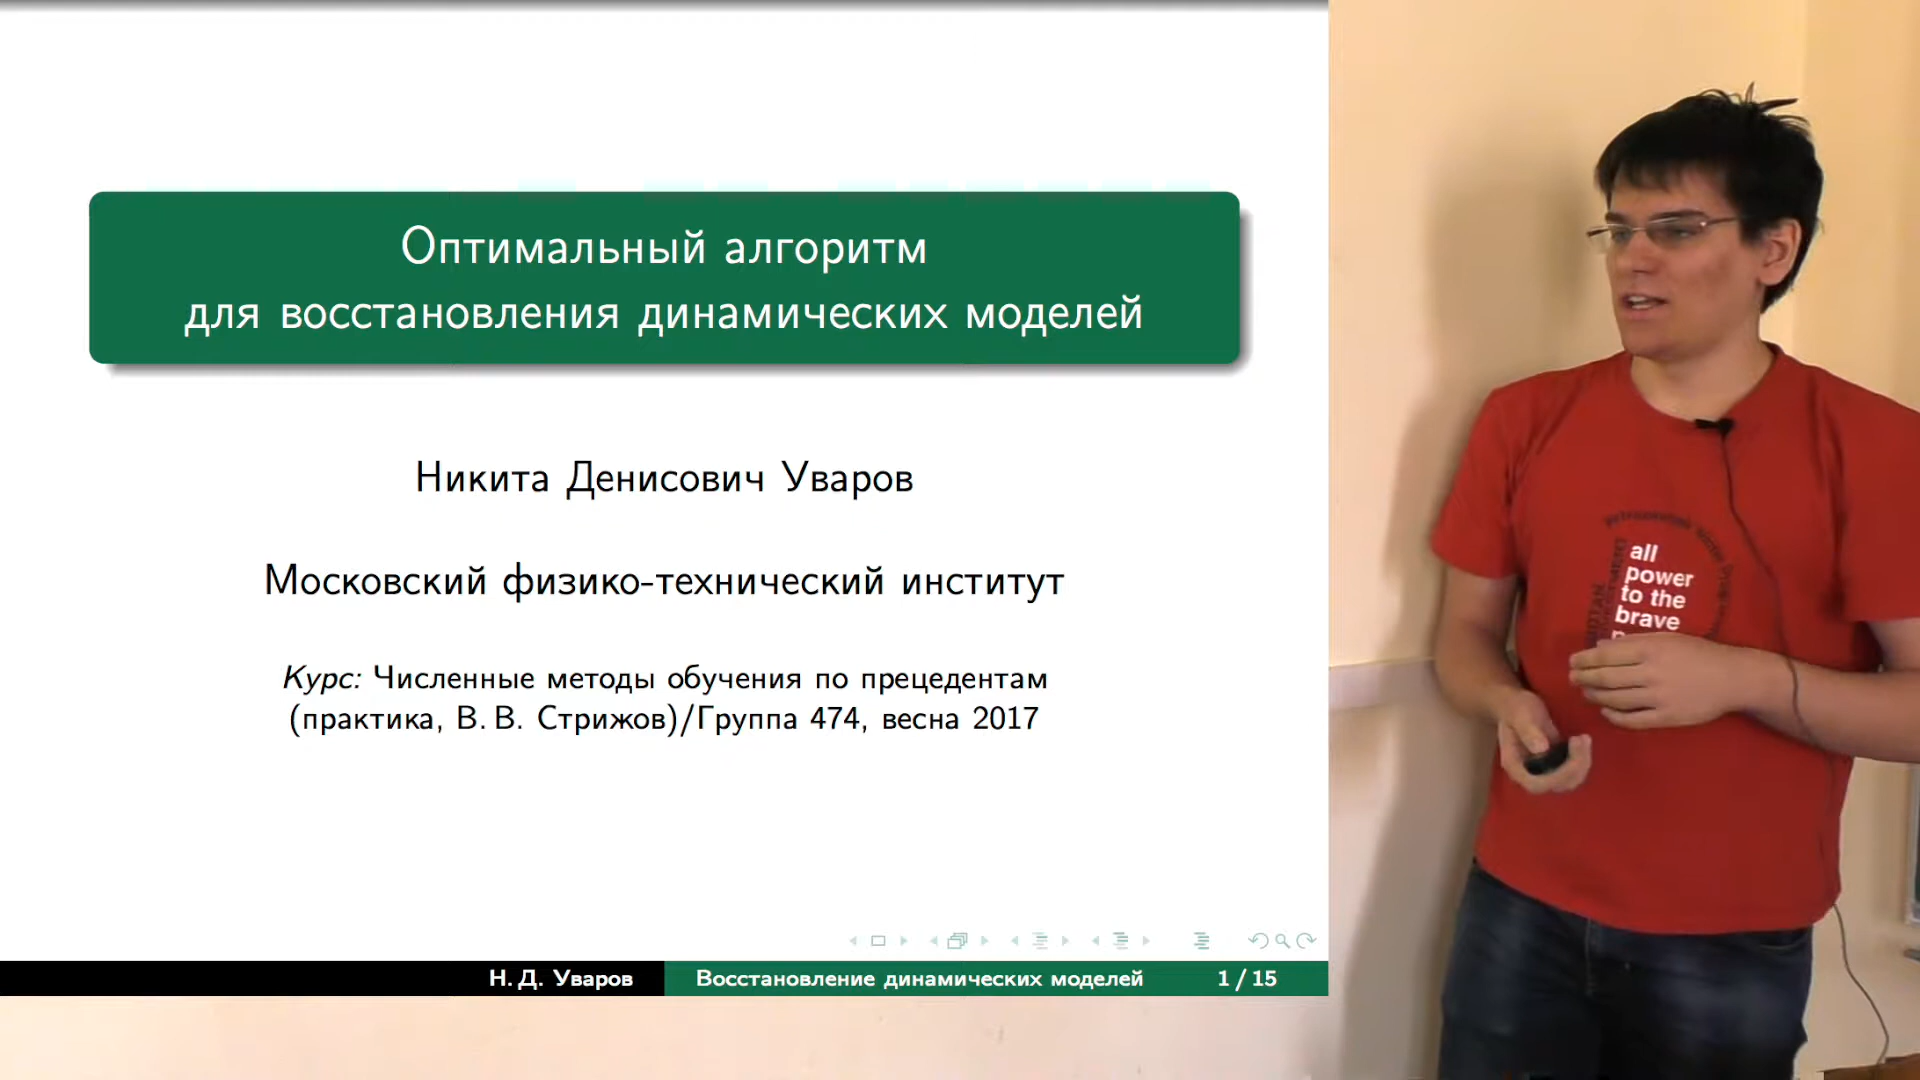 Оптимальный алгоритм
для восстановления динамических моделей
Никита Денисович Уваров
Московский физико-технический институт
Курс: Численные методы обучения по прецедентам
(практика, В. В. Стрижов)/Группа 474, весна 2017
Н. Д. Уваров Восстановление динамических моделей 1 / 15
all
power
to the
brave